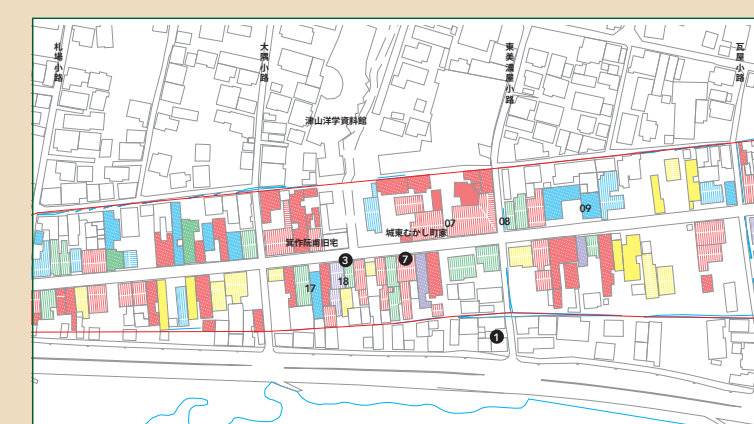 札場小路
大隅小路
東美濃屋小路
瓦屋小路
津山洋学資料館
09
07
08
城東むかし町家
箕作阮甫旧宅
3
7
18
17
1